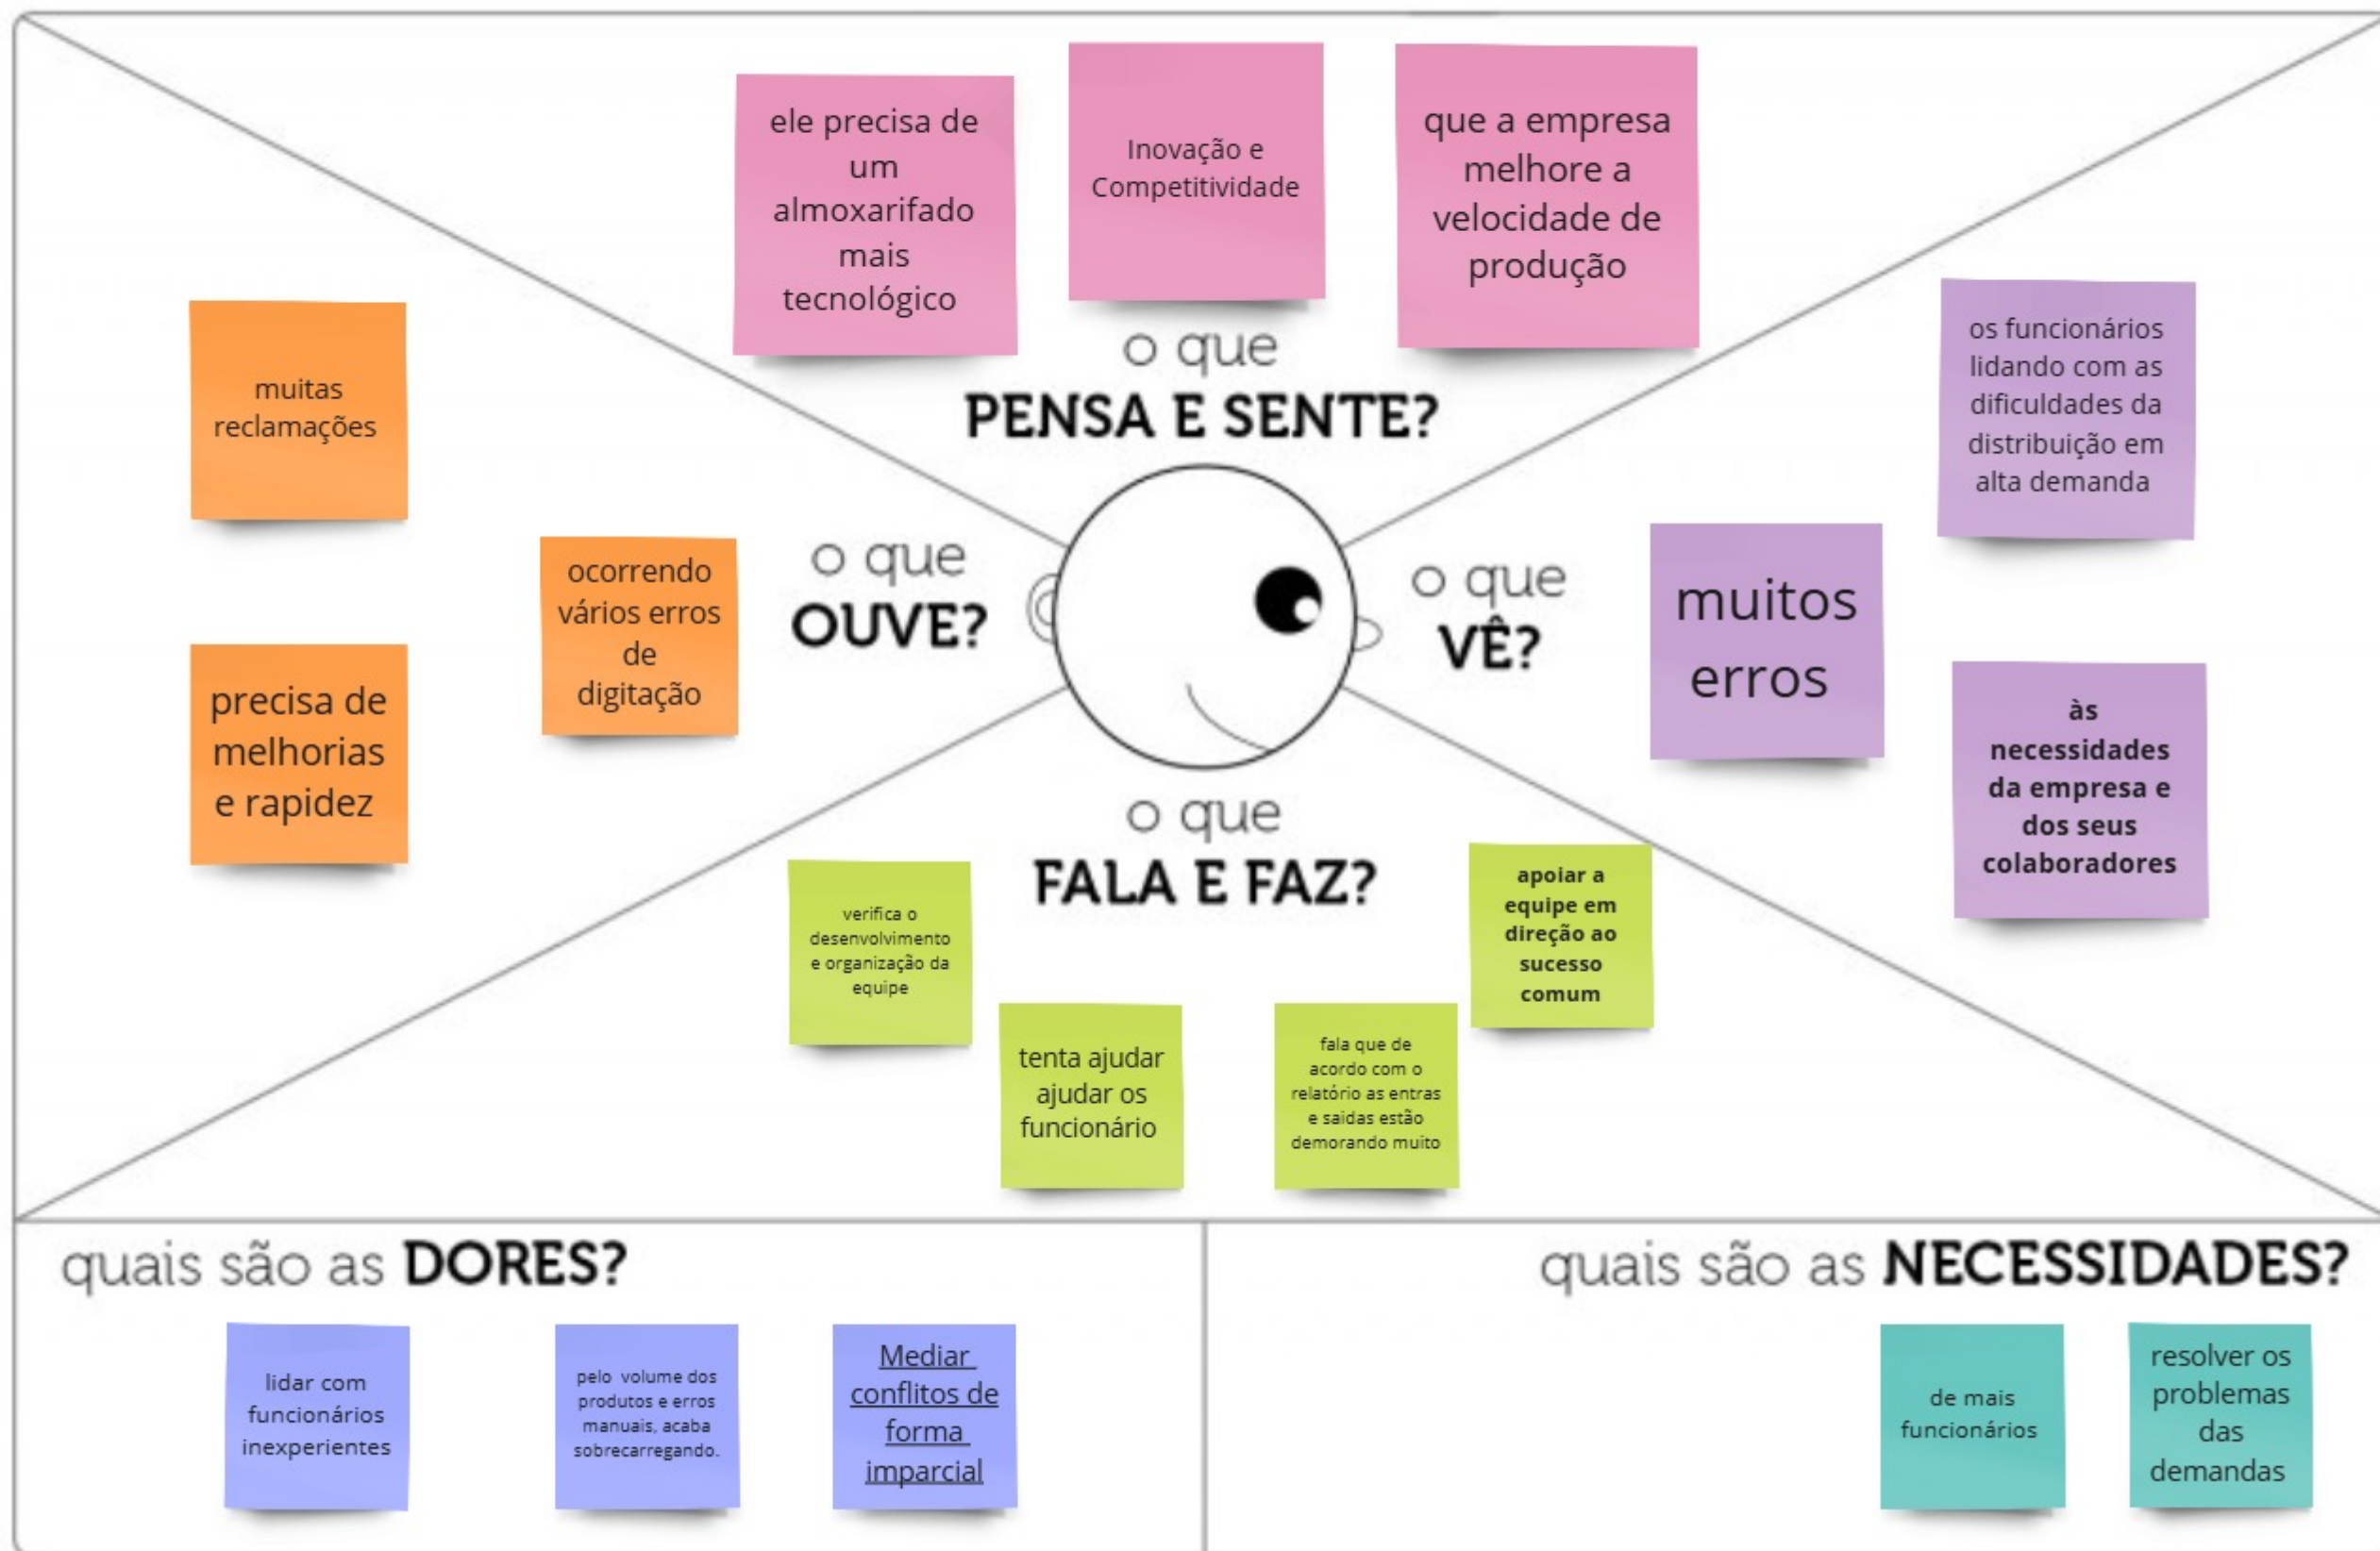 ele precisa de
um
almoxarifado
mais
tecnológico
Inovação e
Competitividade
que a empresa
melhore a
velocidade de
produção
o que
PENSA E SENTE?
muitas
reclamações
ocorrendo
vários erros
de
digitação
precisa de
melhorias
e rapidez
o que
OUVE?
o que
VÊ?
os funcionários
lidando com as
dificuldades da
distribuição em
alta demanda
muitos
erros
às
necessidades
da empresa e
dos seus
colaboradores
o que
FALA E FAZ?
verifica o
desenvolvimento
e organização da
equipe
tenta ajudar
ajudar os
funcionário
fala que de
acordo com o
relatório as entras
e saidas estão
demorando muito
apoiar a
equipe em
direção ao
sucesso
comum
quais são as DORES?
lidar com
funcionários
inexperientes
pelo volume dos
produtos e erros
manuais, acaba
sobrecarregando.
Mediar
conflitos de
forma
imparcial
quais são as NECESSIDADES?
de mais
funcionários
resolver os
problemas
das
demandas